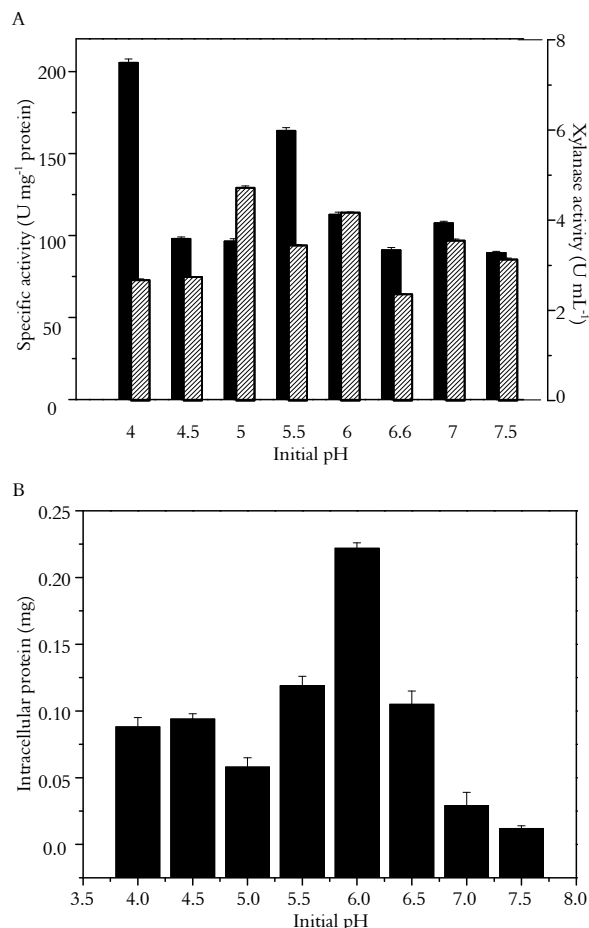 A
Specific activity (U mg-1 protein)
200
150
100
50
0
Xylanase activity (U mL-1)
8
6
4
2
0
4 4.5 5 5.5 6 6.6 7 7.5
Initial pH
B
Intracellular protein (mg)
0.25
0.20
0.15
0.10
0.05
0.0
3.5 4.0 4.5 5.0 5.5 6.0 6.5 7.0 7.5 8.0
Initial pH